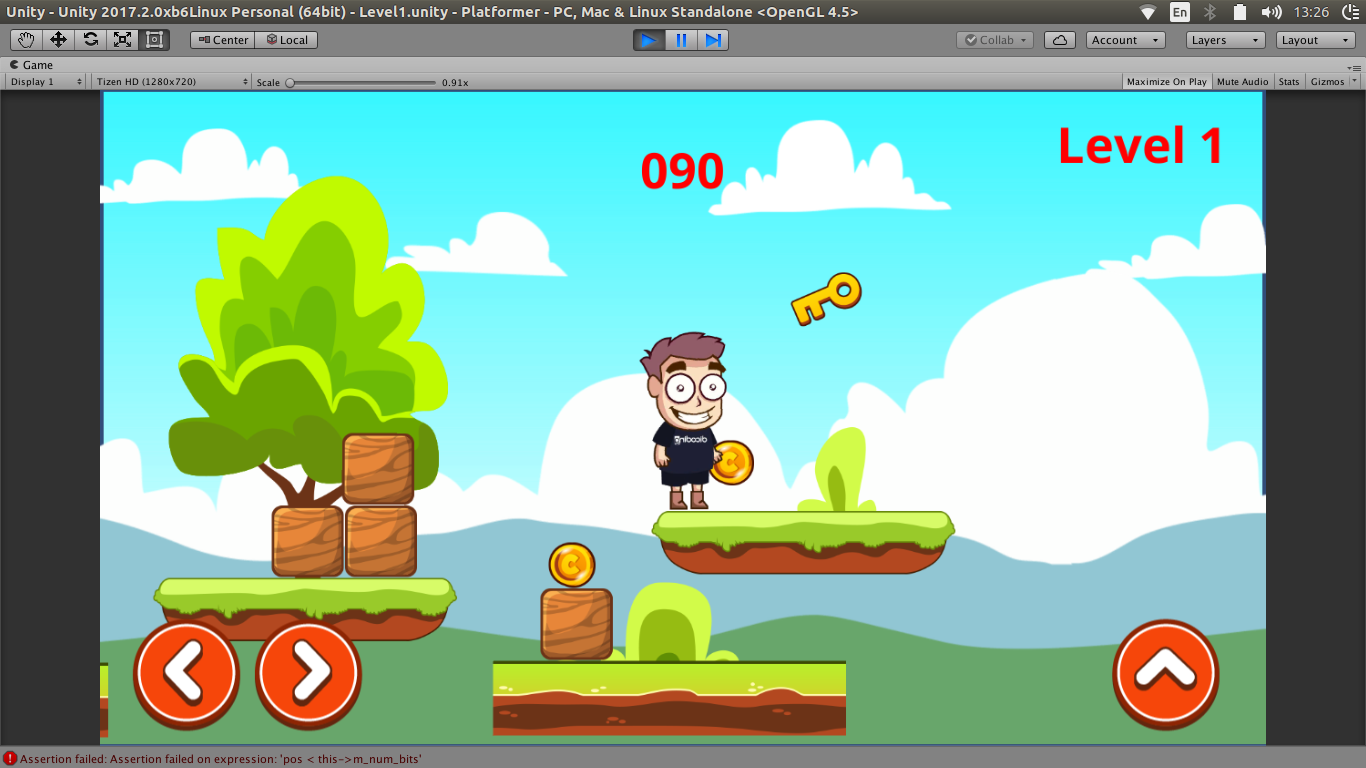 Unity - Unity 2017.2.0xb6Linux Personal (64bit) - Level1.unity - Platformer - PC, Mac & Linux Standalone <OpenGL 4.5>
En
13:26
Center
Local
Collab
Account
Layers
Layout
Game
Display 1
Tizen HD (1280x720)
Scale
0.91x
Maximize On Play
Mute Audio
Stats
Gizmos
Level 1
090
C
C
Assertion failed: Assertion failed on expression: 'pos < this->m_num_bits'